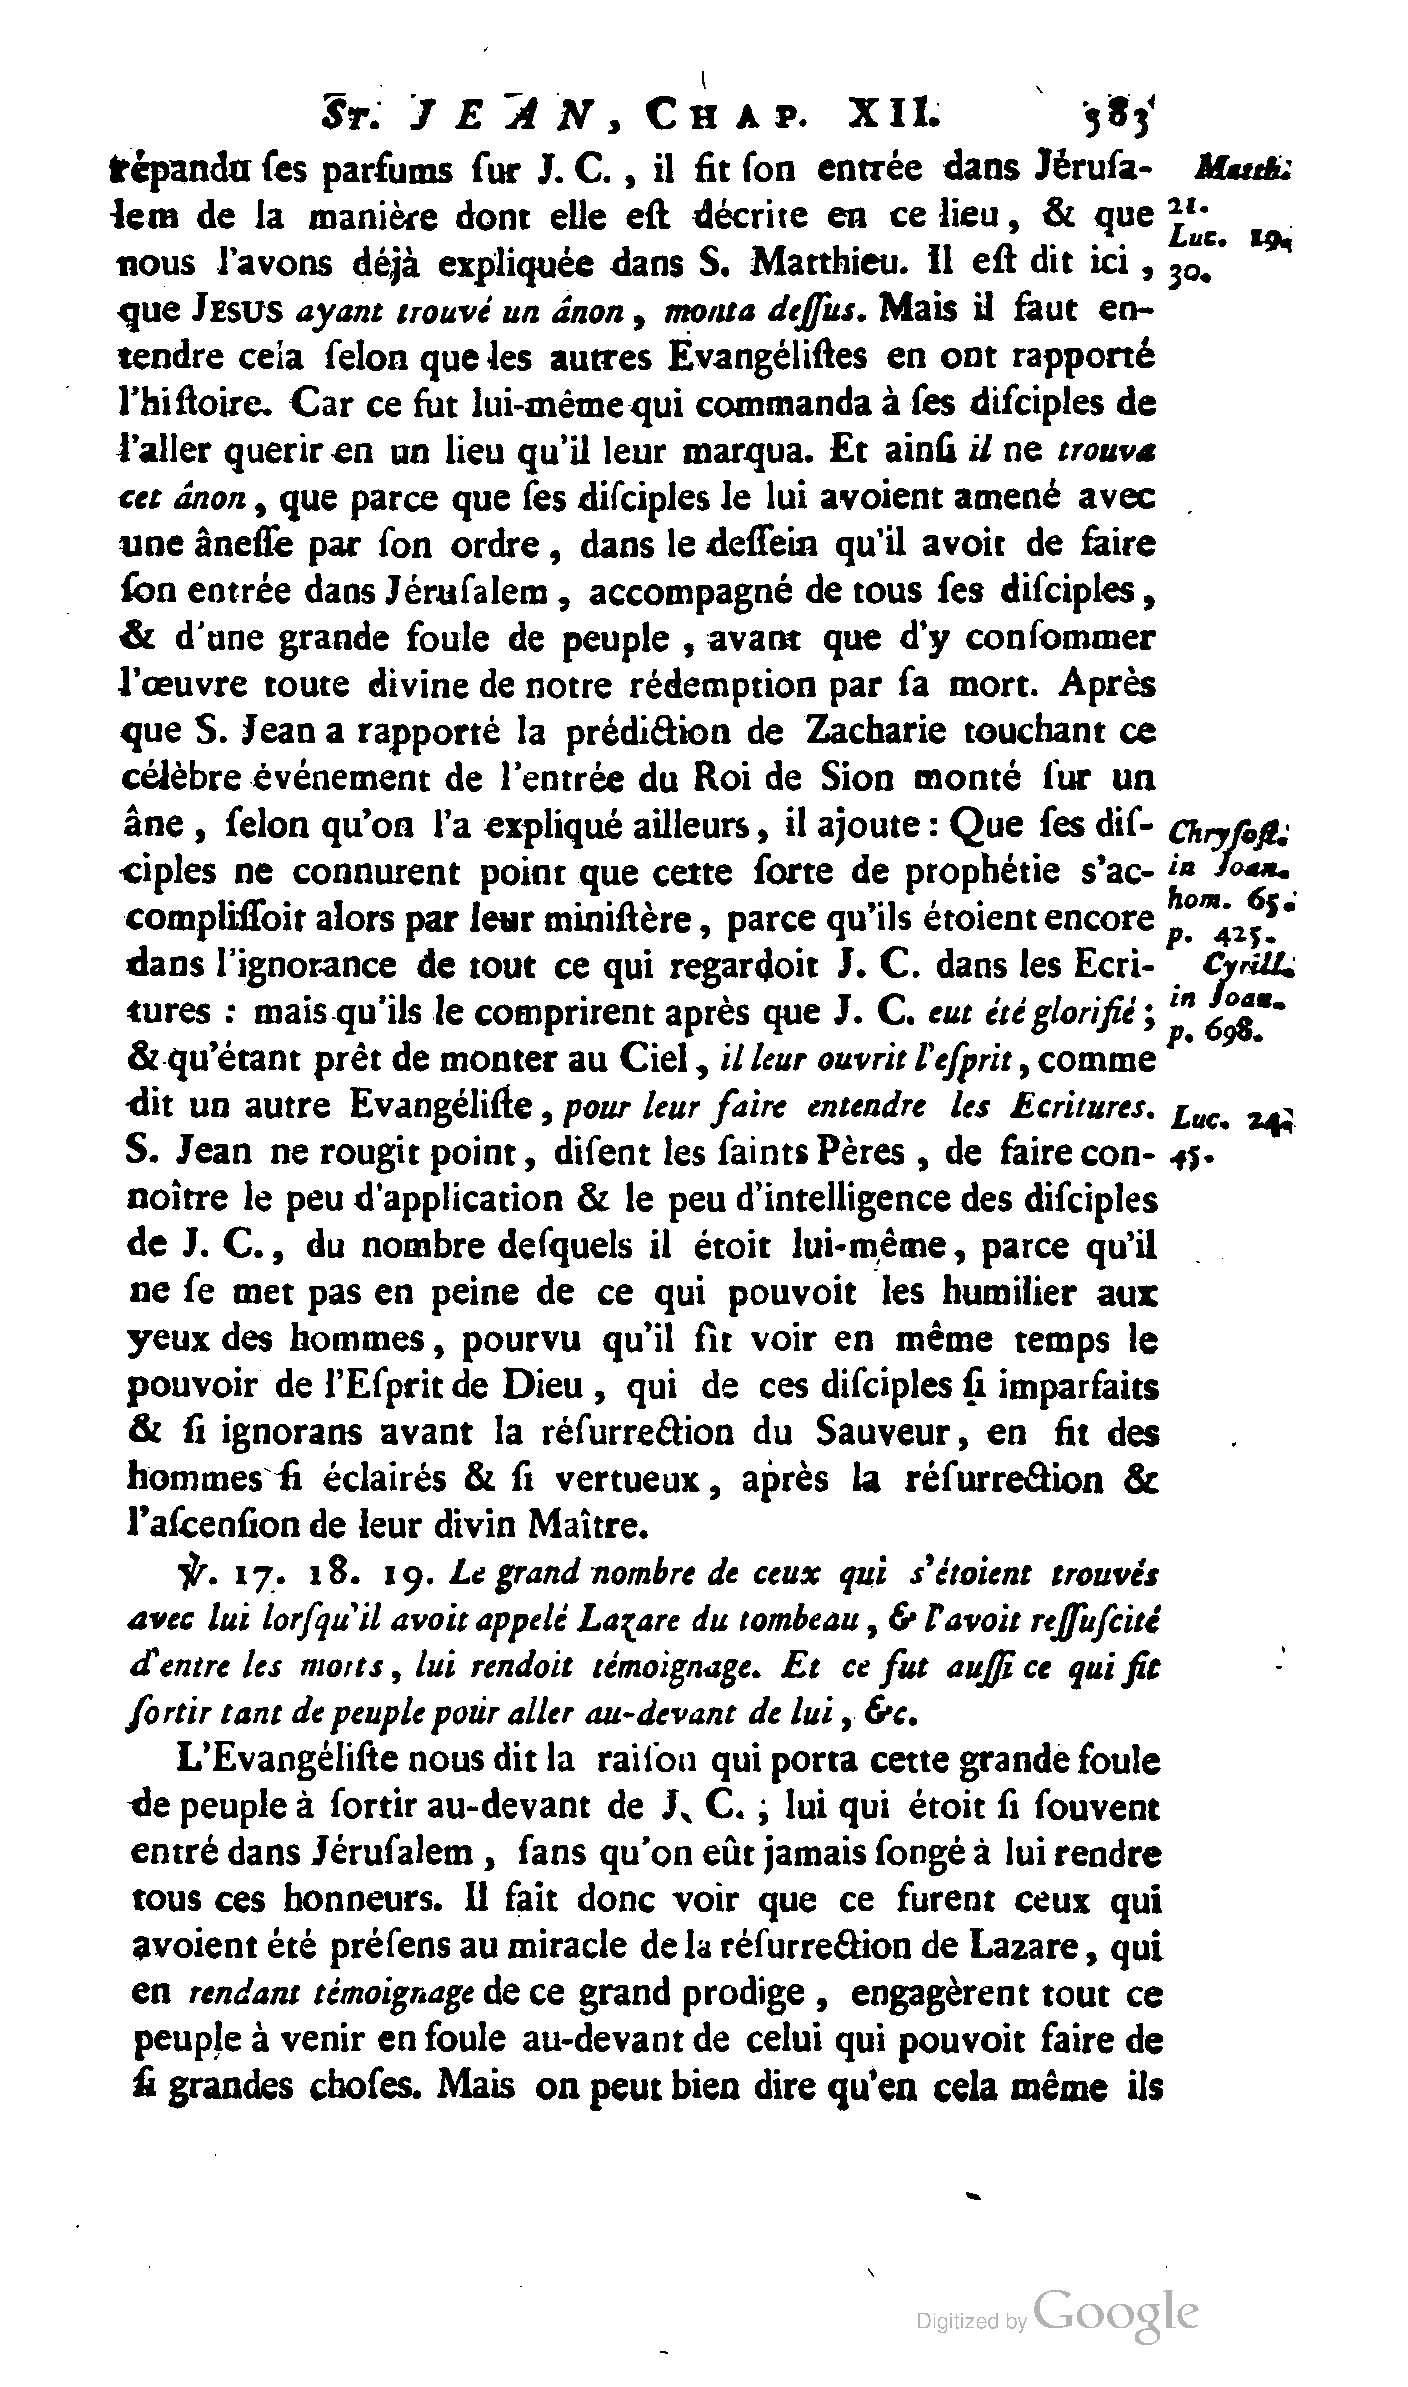 St. JEAN, CHAP. XII. 383
répandu ſes parfums ſur J. C., il fit ſon entrée dans Jéruſa-
lem de la manière dont elle eſt décrite en ce lieu, & que
nous l'avons déjà expliquée dans S. Matthieu. Il eſt dit ici,
que JESUS ayant trouvé un ânon, monta deſſus. Mais il faut en-
tendre cela ſelon que les autres Evangéliſtes en ont rapporté
l'hiſtoire. Car ce fut lui-même qui commanda à ſes diſciples de
l'aller querir en un lieu qu'il leur marqua. Et ainſi il ne trouva
cet ânon, que parce que ſes diſciples le lui avoient amené avec
une âneſſe par ſon ordre, dans le deſſein qu'il avoit de faire
ſon entrée dans Jéruſalem, accompagné de tous ſes diſciples,
& d'une grande foule de peuple, avant que d'y conſommer
l'œuvre toute divine de notre rédemption par ſa mort. Après
que S. Jean a rapporté la prédiction de Zacharie touchant ce
célèbre événement de l'entrée du Roi de Sion monté ſur un
âne, ſelon qu'on l'a expliqué ailleurs, il ajoute : Que ſes diſ-
ciples ne connurent point que cette ſorte de prophétie s'ac-
compliſſoit alors par leur miniſtère, parce qu'ils étoient encore
dans l'ignorance de tout ce qui regardoit J. C. dans les Ecri-
tures : mais qu'ils le comprirent après que J. C. eut été glorifié ;
& qu'étant prêt de monter au Ciel, il leur ouvrit l'eſprit, comme
dit un autre Evangéliſte, pour leur faire entendre les Ecritures.
S. Jean ne rougit point, diſent les ſaints Pères, de faire con-
noître le peu d'application & le peu d'intelligence des diſciples
de J. C., du nombre deſquels il étoit lui-même, parce qu'il
ne ſe met pas en peine de ce qui pouvoit les humilier aux
yeux des hommes, pourvu qu'il fît voir en même temps le
pouvoir de l'Eſprit de Dieu, qui de ces diſciples ſi imparfaits
& ſi ignorans avant la réſurrection du Sauveur, en fit des
hommes ſi éclairés & ſi vertueux, après la réſurrection &
l'aſcenſion de leur divin Maître.
℣. 17. 18. 19. Le grand nombre de ceux qui s'étoient trouvés
avec lui lorſqu'il avoit appelé Lazare du tombeau, & l'avoit reſſuſcité
d'entre les morts, lui rendoit témoignage. Et ce fut auſſi ce qui fit
ſortir tant de peuple pour aller au-devant de lui, &c.
L'Evangéliſte nous dit la raiſon qui porta cette grande foule
de peuple à ſortir au-devant de J. C. ; lui qui étoit ſi ſouvent
entré dans Jéruſalem, ſans qu'on eût jamais ſongé à lui rendre
tous ces honneurs. Il fait donc voir que ce furent ceux qui
avoient été préſens au miracle de la réſurrection de Lazare, qui
en rendant témoignage de ce grand prodige, engagèrent tout ce
peuple à venir en foule au-devant de celui qui pouvoit faire de
ſi grandes choſes. Mais on peut bien dire qu'en cela même ils
Matth.
21.
Luc. 19.
30.
Chryſoſt.
in Joan.
hom. 65.
p. 425.
Cyrill.
in Joan.
p. 698.
Luc. 24.
45.
Digitized by Google